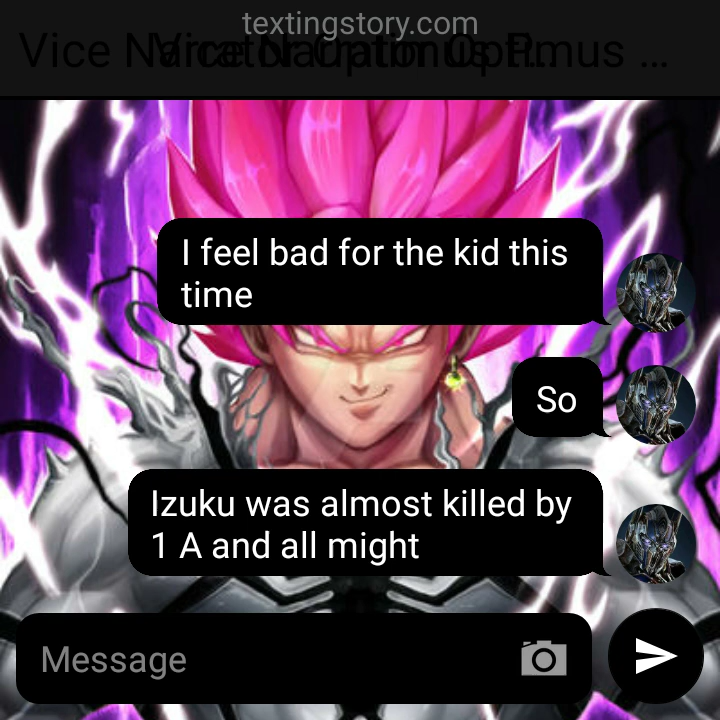 textingstory.com
Vice
I feel bad for the kid this
time
So
Izuku was almost killed by
1 A and all might
Message